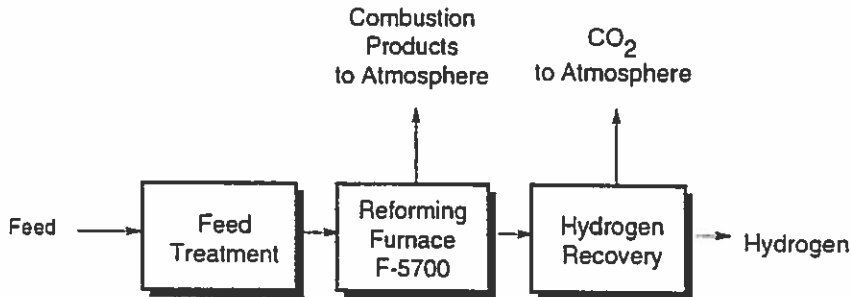 Combustion
Products
to Atmosphere
CO2
to Atmosphere
Feed
Feed
Treatment
Reforming
Furnace
F-5700
Hydrogen
Recovery
Hydrogen